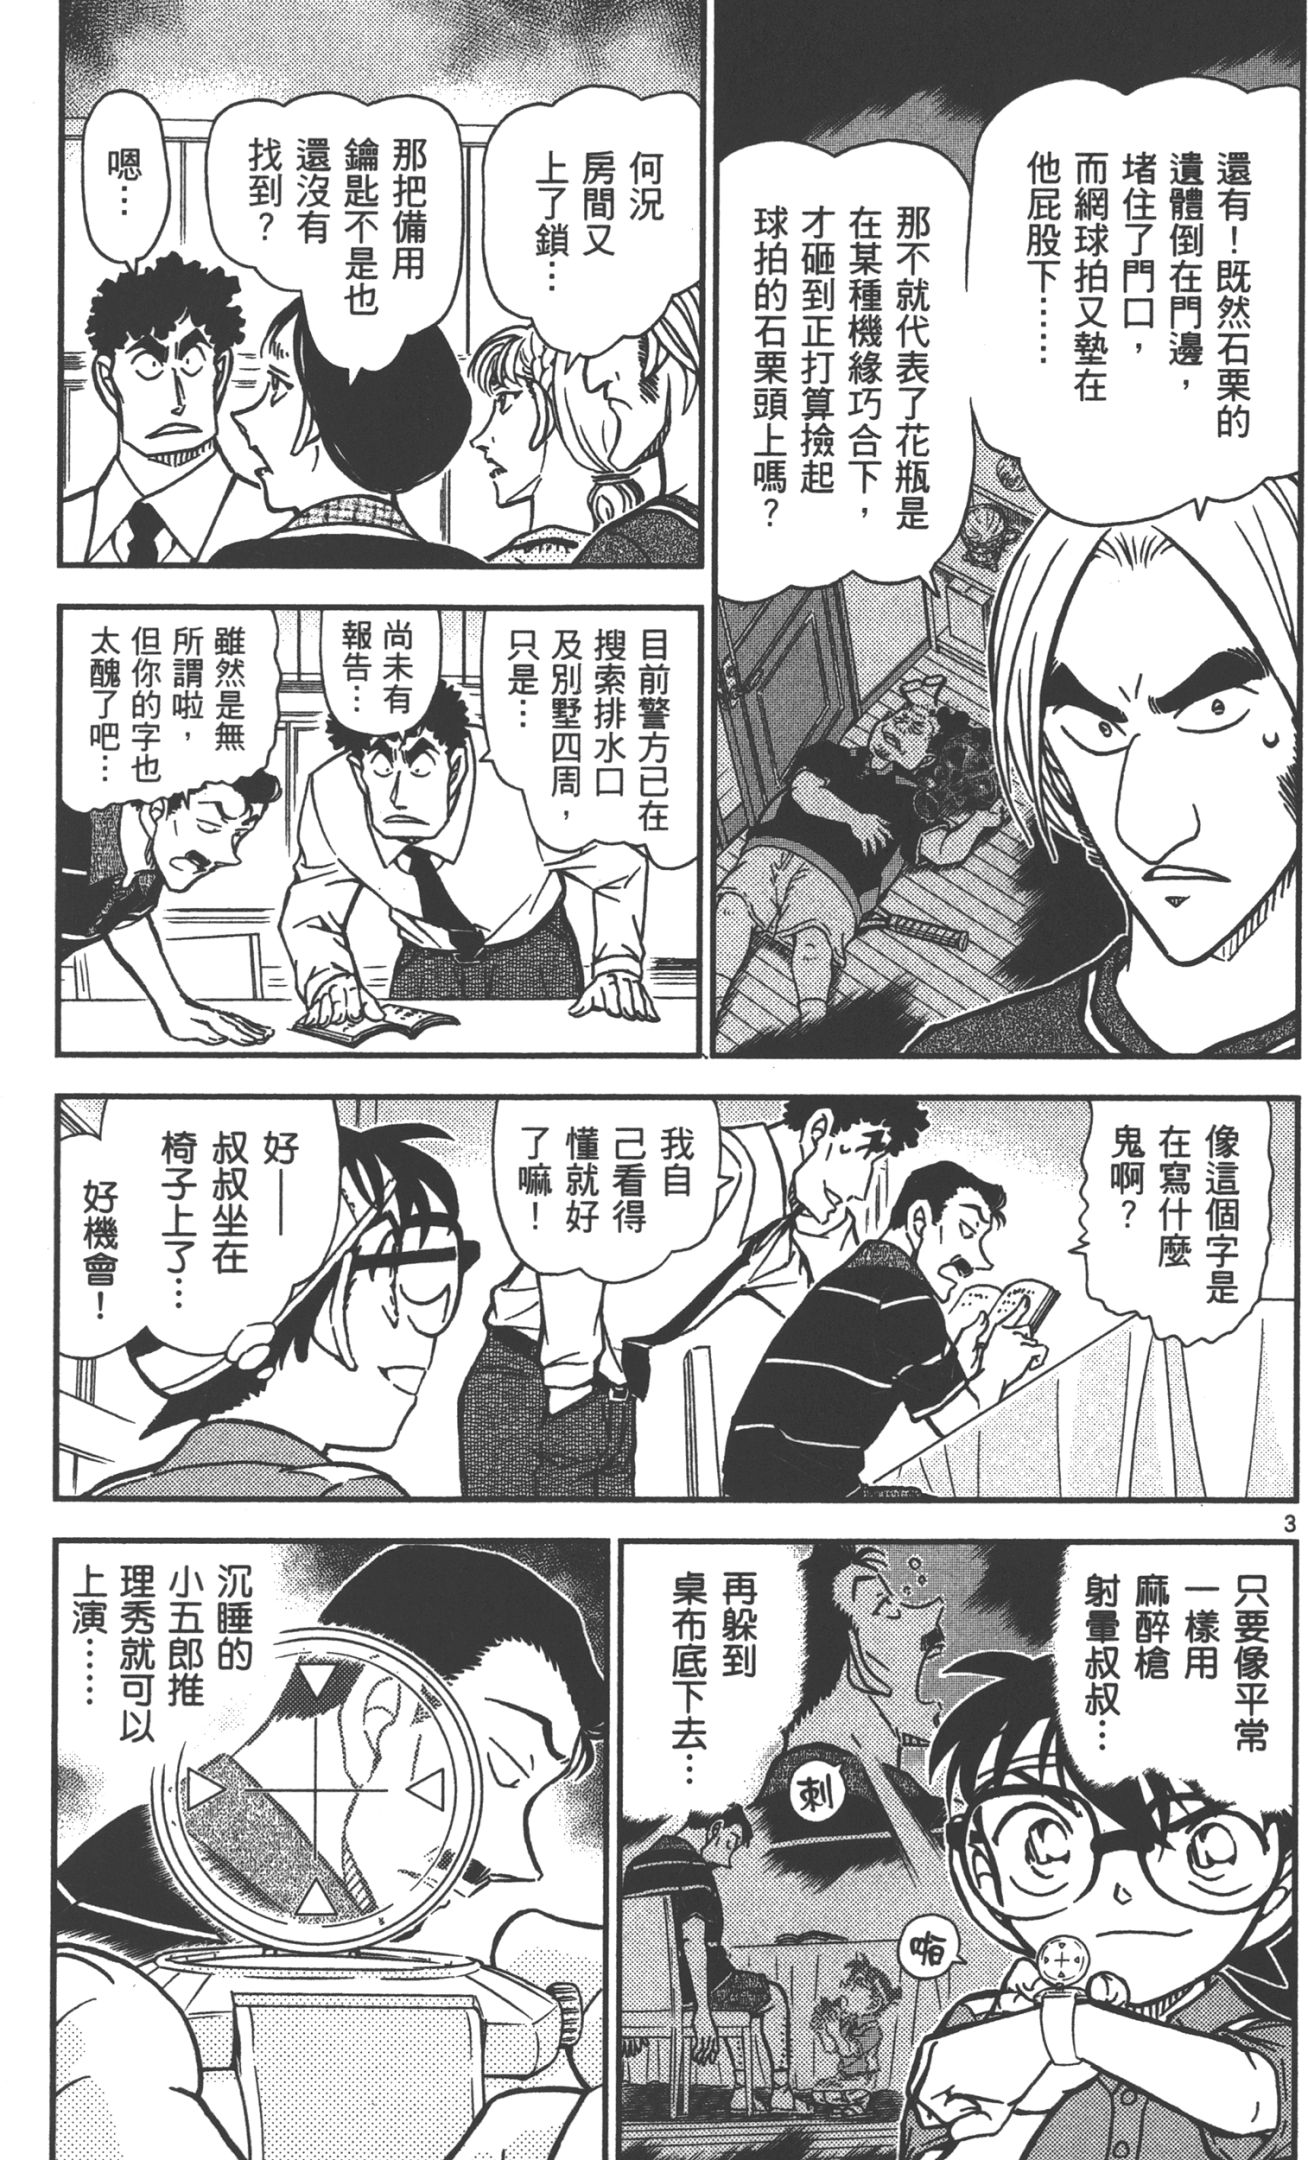 還有！既然石栗的
遺體倒在門邊，
堵住了門口，
而網球拍又墊在
他屁股下……
那不就代表了花瓶是
在某種機緣巧合下，
才砸到正打算撿起
球拍的石栗頭上嗎？
何況
房間又
上了鎖…
那把備用
鑰匙不是也
還沒有
找到？
嗯…
目前警方已在
搜索排水口
及別墅四周，
只是…
尚未有
報告…
雖然是無
所謂啦，
但你的字也
太醜了吧…
像這個字是
在寫什麼
鬼啊？
我自
己看得
懂就好
了嘛！
好——
叔叔坐在
椅子上了…
好機會！
3
只要像平常
一樣用
麻醉槍
射暈叔叔…
再躲到
桌布底下去…
刺
啪
沉睡的
小五郎推
理秀就可以
上演……